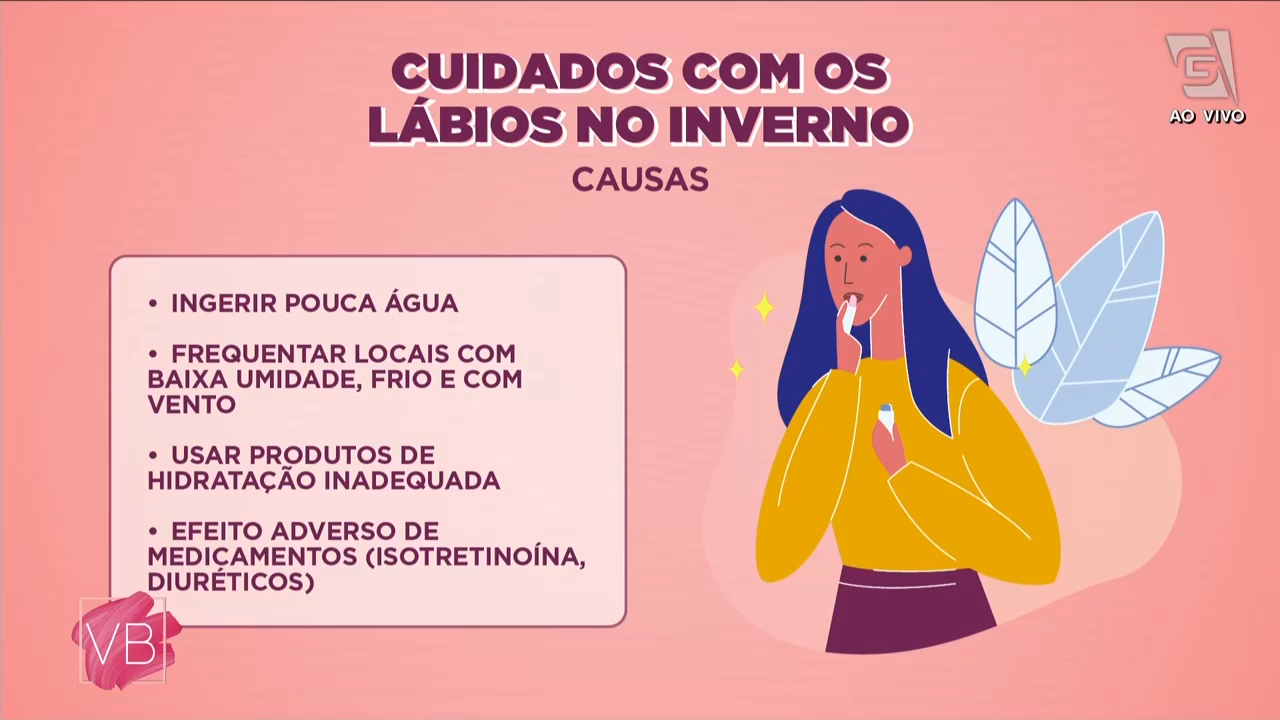 CUIDADOS COM OS
LÁBIOS NO INVERNO
CAUSAS
G
AO VIVO
• INGERIR POUCA ÁGUA
• FREQUENTAR LOCAIS COM
BAIXA UMIDADE, FRIO E COM
VENTO
• USAR PRODUTOS DE
HIDRATAÇÃO INADEQUADA
• EFEITO ADVERSO DE
MEDICAMENTOS (ISOTRETINOÍNA,
DIURÉTICOS)
VB